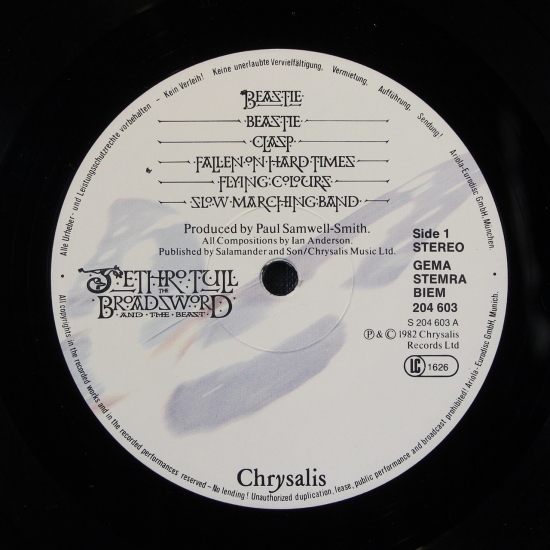 Alle Urheber- und Leistungsschutzrechte vorbehalten - Kein Verleih! Keine unerlaubte Vervielfältigung, Vermietung, Aufführung, Sendung! Ariola-Eurodisc GmbH, München.
BEASTIE
BEASTIE
CLASP
FALLEN·ON·HARD·TIMES
FLYING·COLOURS
SLOW·MARCHING·BAND
Produced by Paul Samwell-Smith.
All Compositions by Ian Anderson.
Published by Salamander and Son/Chrysalis Music Ltd.
Side 1
STEREO
GEMA
STEMRA
BIEM
204 603
S 204 603 A
Ⓟ & © 1982 Chrysalis
Records Ltd
LC 1626
JETHRO·TULL
THE
BROADSWORD
·AND·THE·BEAST·
Chrysalis
All copyrights in the recorded works and in the recorded performances reserved - No lending! Unauthorized duplication, lease, public performance and broadcast prohibited! Ariola-Eurodisc GmbH, Munich.